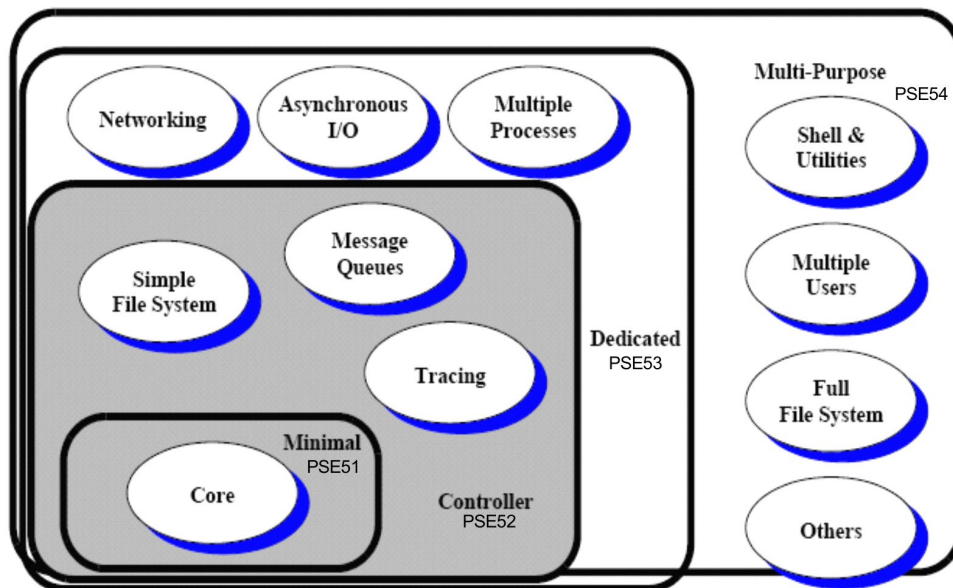 Multi-Purpose
PSE54
Networking
Asynchronous
I/O
Multiple
Processes
Shell &
Utilities
Message
Queues
Simple
File System
Multiple
Users
Dedicated
PSE53
Tracing
Full
File System
Minimal
PSE51
Core
Controller
PSE52
Others